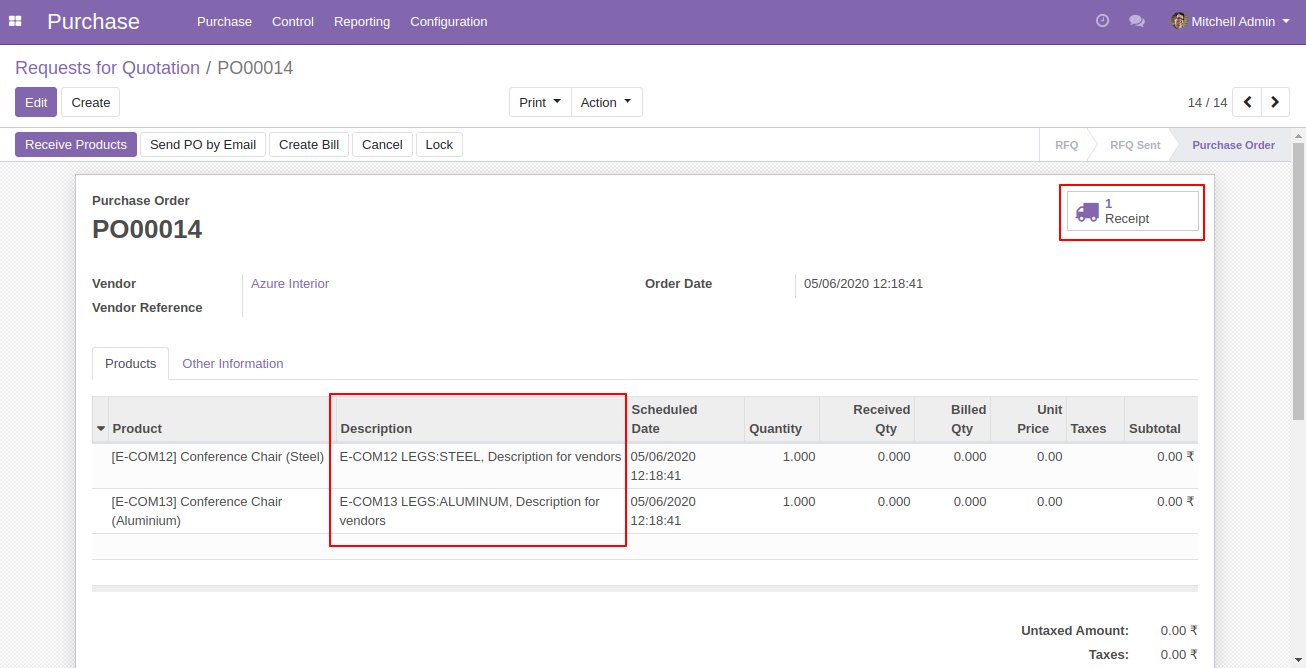 Purchase Purchase Control Reporting Configuration Mitchell Admin
Requests for Quotation / PO00014
Edit Create Print Action 14 / 14
Receive Products Send PO by Email Create Bill Cancel Lock RFQ RFQ Sent Purchase Order
Purchase Order
PO00014
1
Receipt
Vendor Azure Interior Order Date 05/06/2020 12:18:41
Vendor Reference
Products Other Information
Scheduled Received Billed Unit
Product Description Date Quantity Qty Qty Price Taxes Subtotal
[E-COM12] Conference Chair (Steel) E-COM12 LEGS:STEEL, Description for vendors 05/06/2020 1.000 0.000 0.000 0.00 0.00 ₹
12:18:41
[E-COM13] Conference Chair E-COM13 LEGS:ALUMINUM, Description for 05/06/2020 1.000 0.000 0.000 0.00 0.00 ₹
(Aluminium) vendors 12:18:41
Untaxed Amount: 0.00 ₹
Taxes: 0.00 ₹